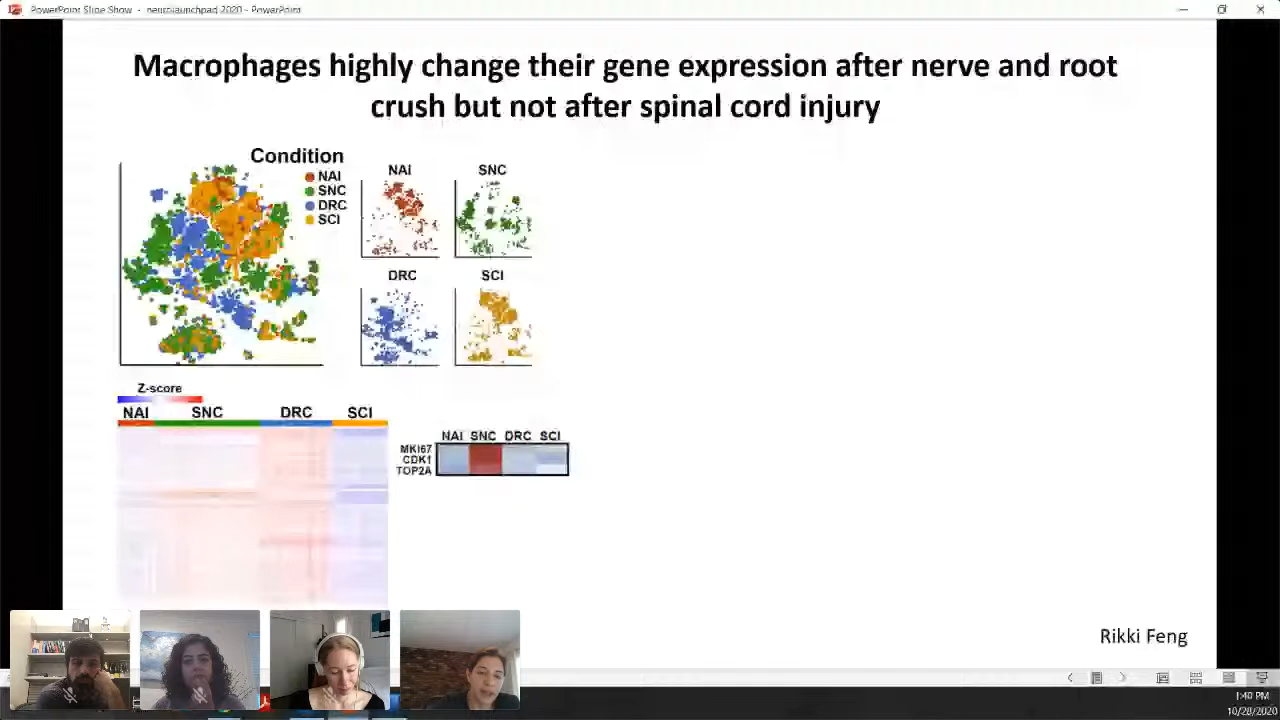 PowerPoint Slide Show - neurolaunchpad 2020 - PowerPoint
Macrophages highly change their gene expression after nerve and root
crush but not after spinal cord injury
Condition
NAI
SNC
DRC
SCI
NAI
SNC
DRC
SCI
Z-score
NAI SNC DRC SCI
NAI SNC DRC SCI
MKI67
CDK1
TOP2A
Rikki Feng
1:40 PM
10/28/2020